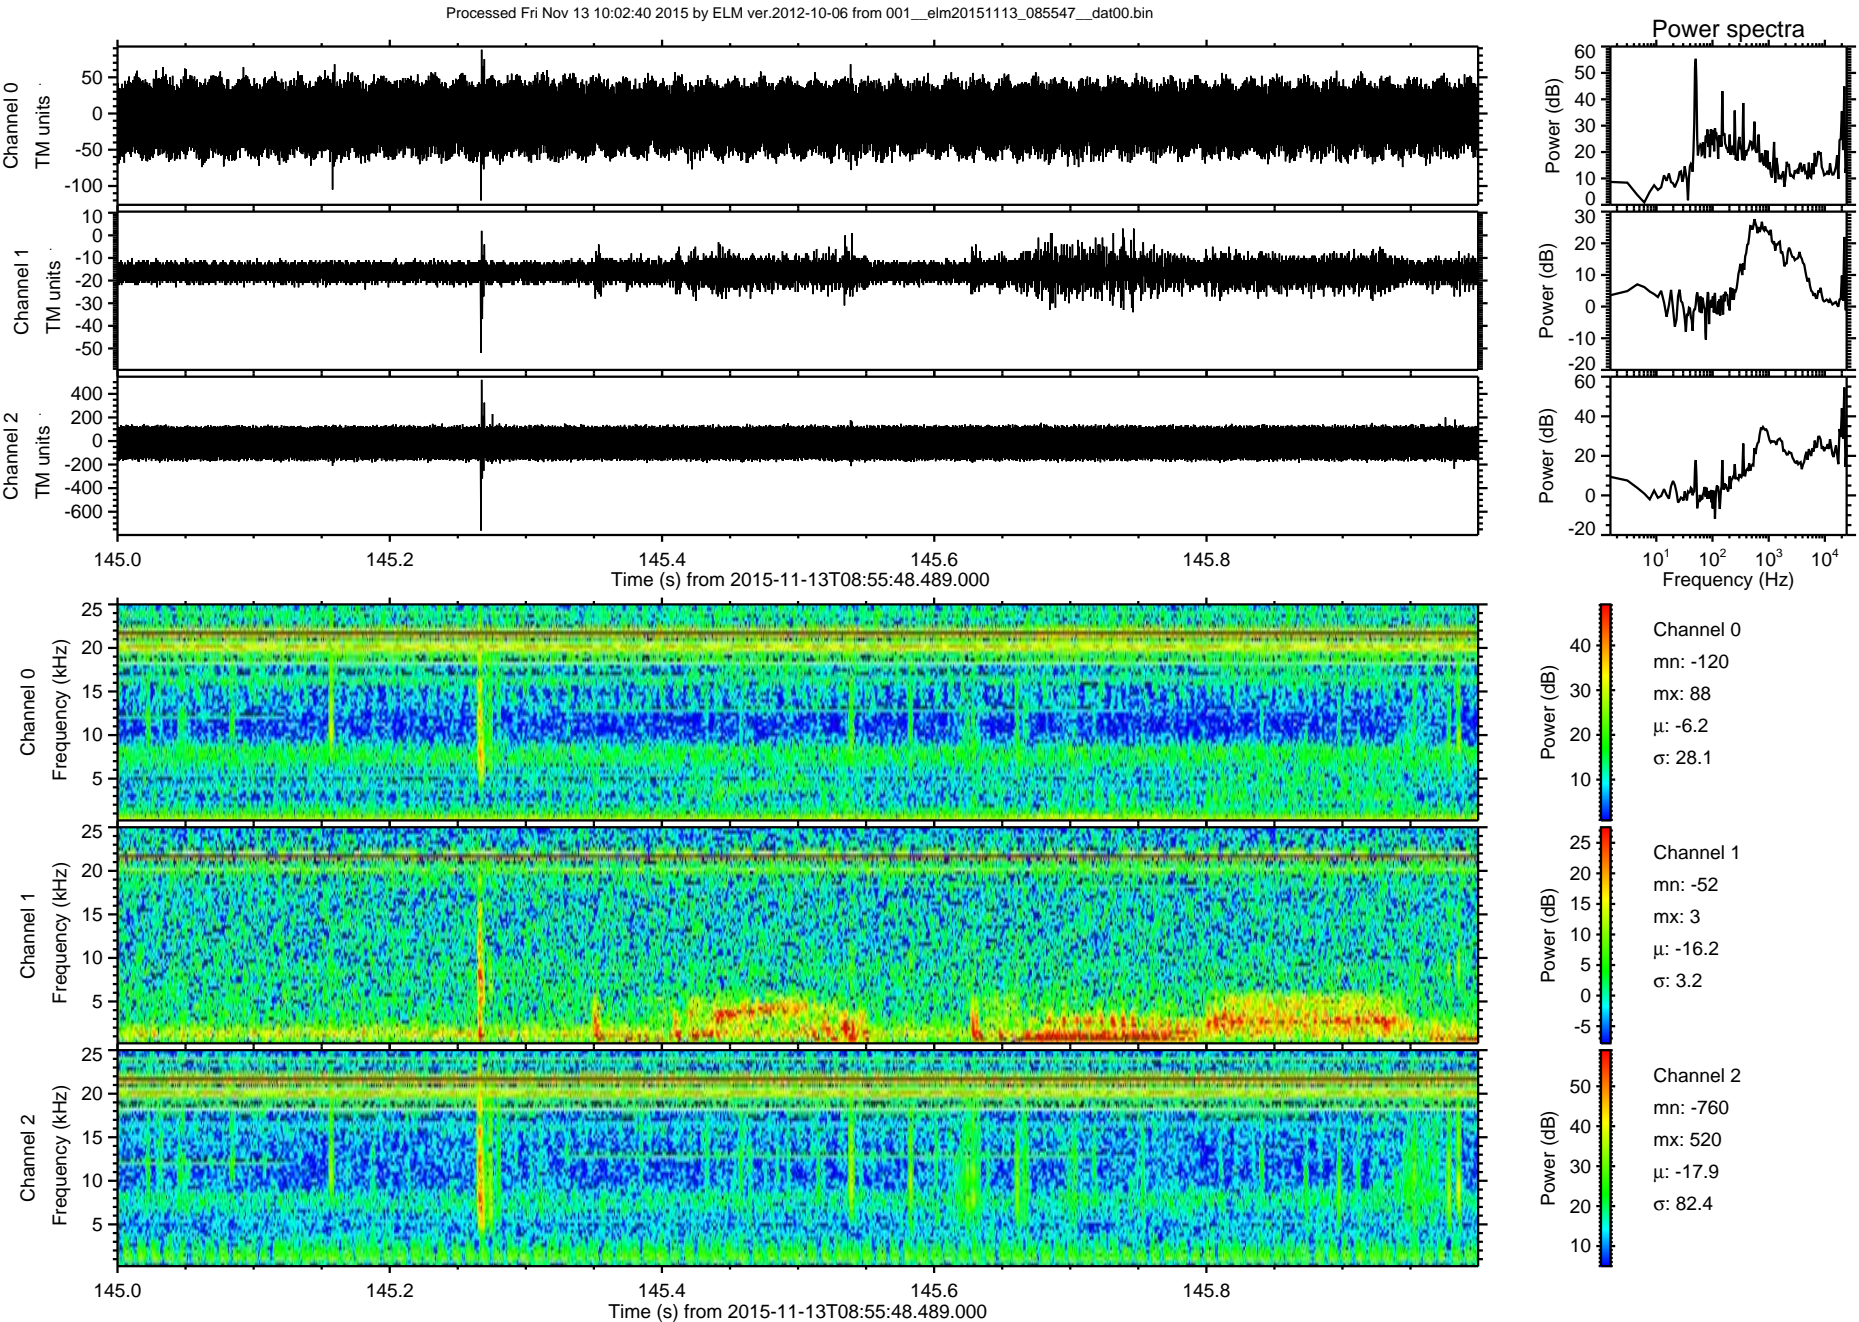 Processed Fri Nov 13 10:02:40 2015 by ELM ver.2012-10-06 from 001__elm20151113_085547__dat00.bin
Power spectra
Channel 0
TM units
50
0
-50
-100
Power (dB)
60
50
40
30
20
10
0
Channel 1
TM units
10
0
-10
-20
-30
-40
-50
Power (dB)
30
20
10
0
-10
-20
Channel 2
TM units
400
200
0
-200
-400
-600
Power (dB)
60
40
20
0
-20
145.0 145.2 145.4 145.6 145.8
Time (s) from 2015-11-13T08:55:48.489.000
10^1 10^2 10^3 10^4
Frequency (Hz)
Channel 0
Frequency (kHz)
25
20
15
10
5
Power (dB)
40
30
20
10
Channel 0
mn: -120
mx: 88
μ: -6.2
σ: 28.1
Channel 1
Frequency (kHz)
25
20
15
10
5
Power (dB)
25
20
15
10
5
0
-5
Channel 1
mn: -52
mx: 3
μ: -16.2
σ: 3.2
Channel 2
Frequency (kHz)
25
20
15
10
5
Power (dB)
50
40
30
20
10
Channel 2
mn: -760
mx: 520
μ: -17.9
σ: 82.4
145.0 145.2 145.4 145.6 145.8
Time (s) from 2015-11-13T08:55:48.489.000